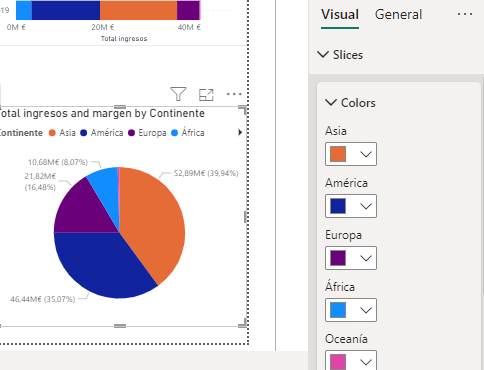 Visual General
Slices
Colors
Asia
América
Europa
África
Oceanía
19
0M € 20M € 40M €
Total ingresos
Total ingresos and margen by Continente
Continente Asia América Europa África
10,68M€ (8,07%)
52,89M€ (39,94%)
21,82M€
(16,48%)
46,44M€ (35,07%)